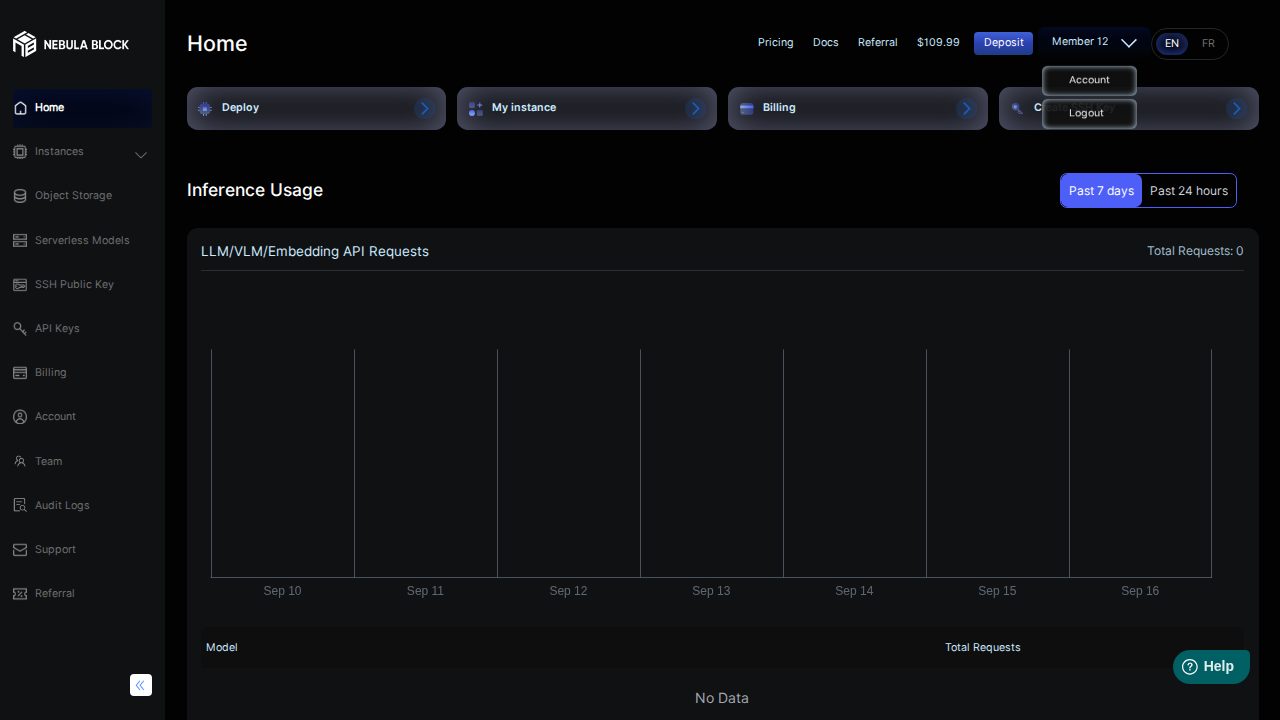 NEBULA BLOCK
Home
Pricing
Docs
Referral
$109.99
Deposit
Member 12
EN
FR
Account
Logout
Home
Instances
Object Storage
Serverless Models
SSH Public Key
API Keys
Billing
Account
Team
Audit Logs
Support
Referral
Deploy
My instance
Billing
Inference Usage
Past 7 days
Past 24 hours
LLM/VLM/Embedding API Requests
Total Requests: 0
Sep 10
Sep 11
Sep 12
Sep 13
Sep 14
Sep 15
Sep 16
Model
Total Requests
No Data
Help